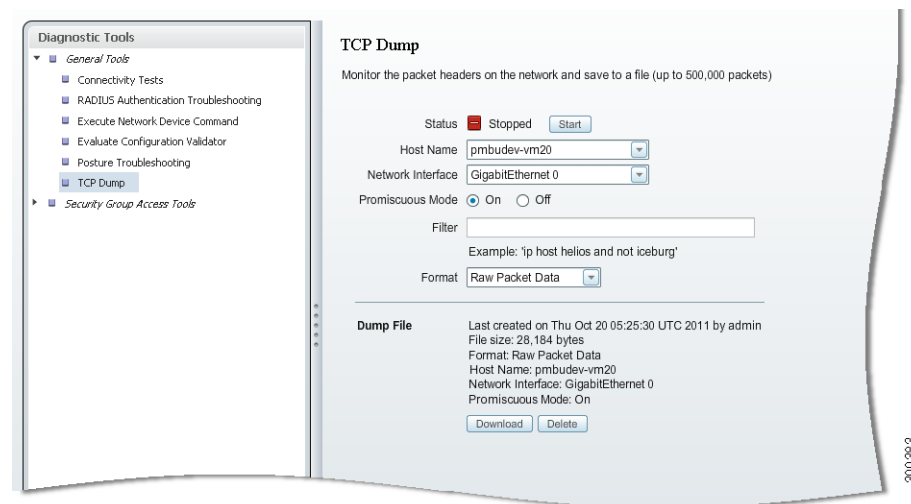 Diagnostic Tools
General Tools
Connectivity Tests
RADIUS Authentication Troubleshooting
Execute Network Device Command
Evaluate Configuration Validator
Posture Troubleshooting
TCP Dump
Security Group Access Tools
TCP Dump
Monitor the packet headers on the network and save to a file (up to 500,000 packets)
Status Stopped Start
Host Name pmbudev-vm20
Network Interface GigabitEthernet 0
Promiscuous Mode On Off
Filter
Example: 'ip host helios and not iceburg'
Format Raw Packet Data
Dump File Last created on Thu Oct 20 05:25:30 UTC 2011 by admin
File size: 28,184 bytes
Format: Raw Packet Data
Host Name: pmbudev-vm20
Network Interface: GigabitEthernet 0
Promiscuous Mode: On
Download Delete